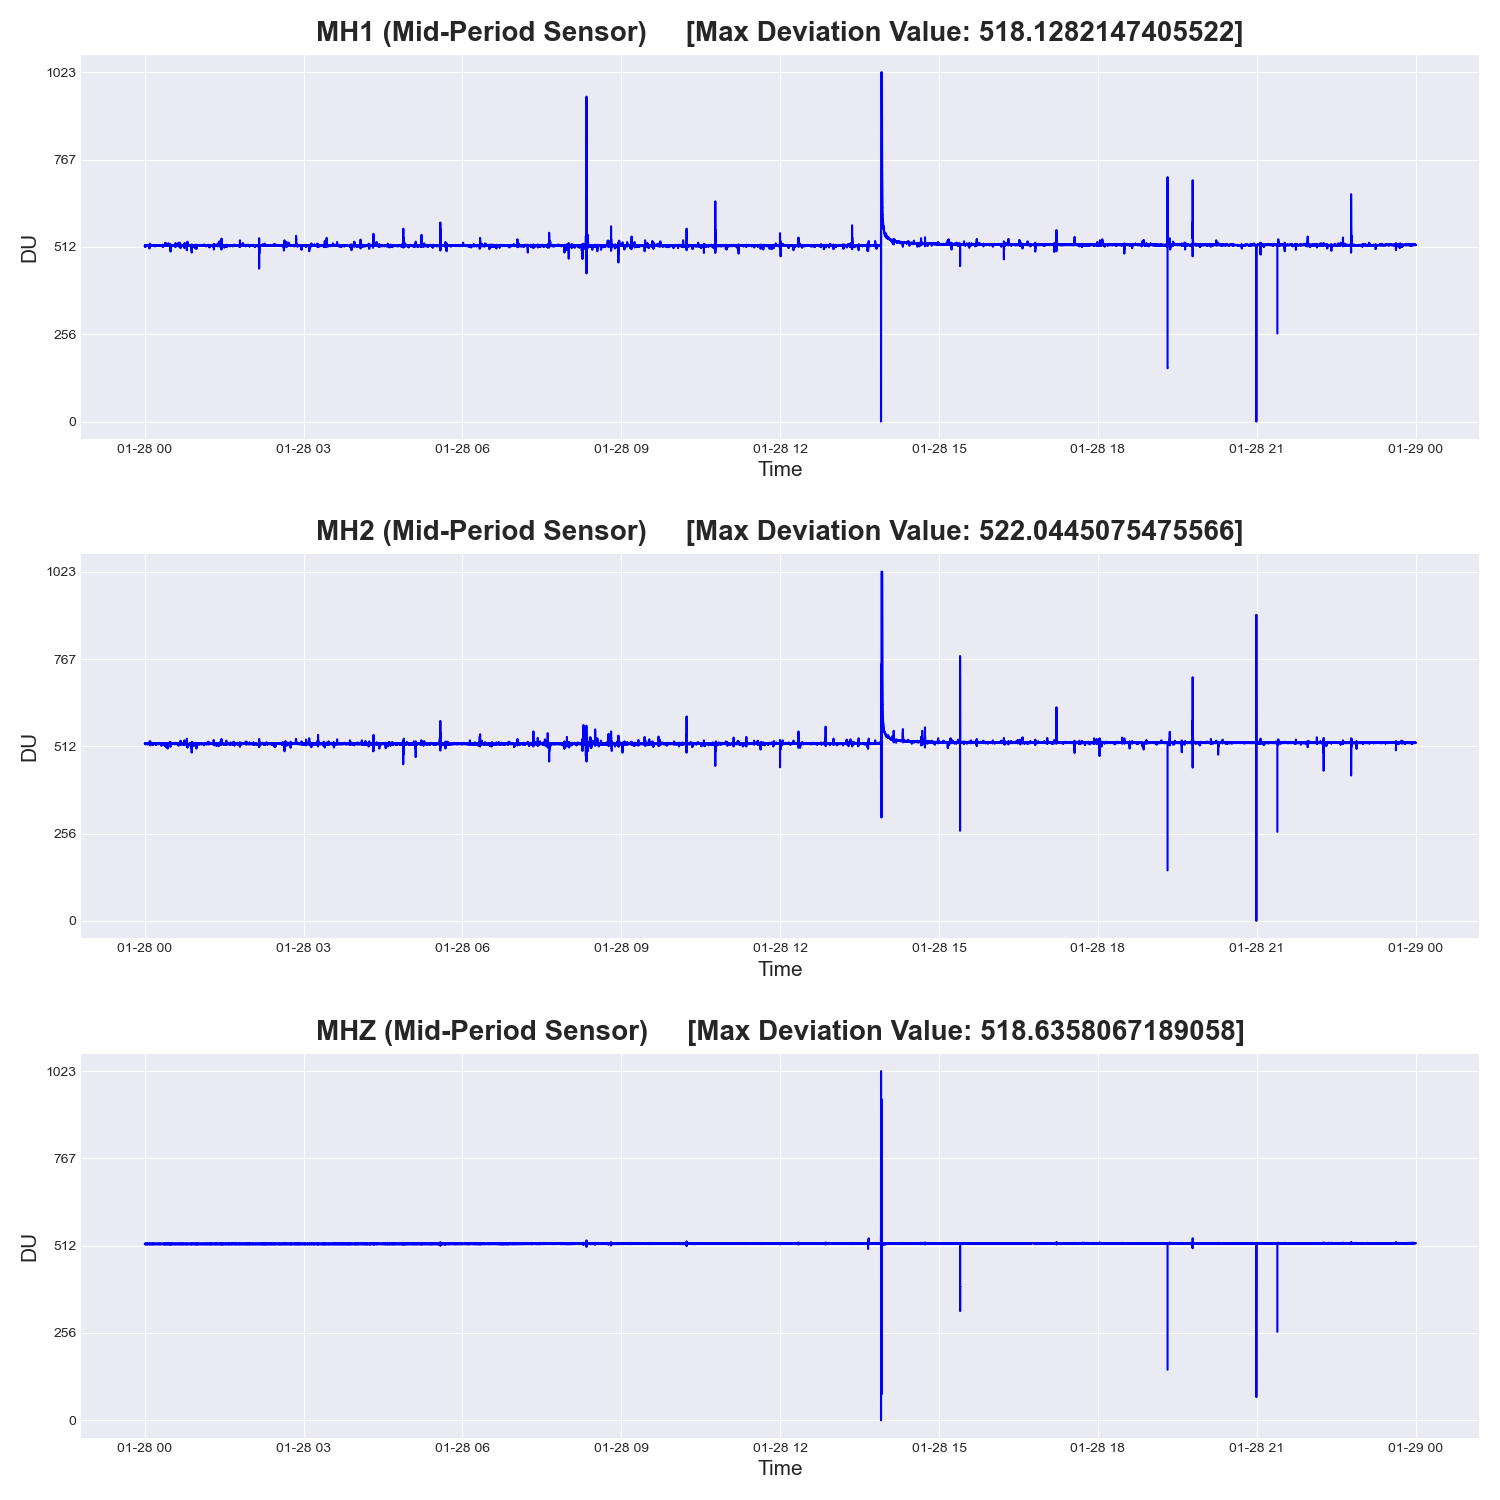 MH1 (Mid-Period Sensor) [Max Deviation Value: 518.1282147405522]
1023
767
512
256
0
DU
01-28 00 01-28 03 01-28 06 01-28 09 01-28 12 01-28 15 01-28 18 01-28 21 01-29 00
Time
MH2 (Mid-Period Sensor) [Max Deviation Value: 522.0445075475566]
1023
767
512
256
0
DU
01-28 00 01-28 03 01-28 06 01-28 09 01-28 12 01-28 15 01-28 18 01-28 21 01-29 00
Time
MHZ (Mid-Period Sensor) [Max Deviation Value: 518.6358067189058]
1023
767
512
256
0
DU
01-28 00 01-28 03 01-28 06 01-28 09 01-28 12 01-28 15 01-28 18 01-28 21 01-29 00
Time